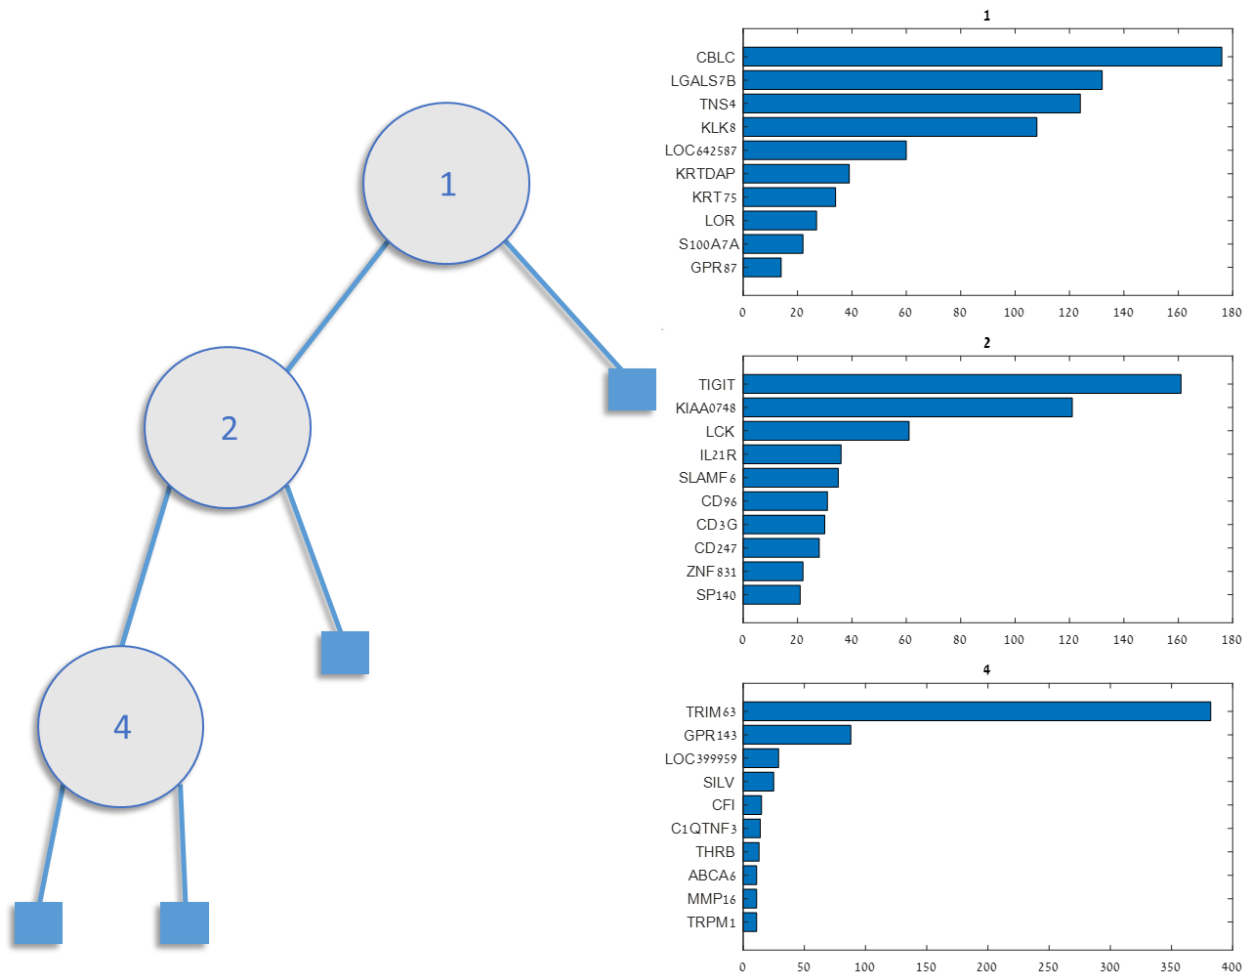 1
2
4
1
CBLC
LGALS7B
TNS4
KLK8
LOC642587
KRTDAP
KRT75
LOR
S100A7A
GPR87
0 20 40 60 80 100 120 140 160 180
2
TIGIT
KIAA0748
LCK
IL21R
SLAMF6
CD96
CD3G
CD247
ZNF831
SP140
0 20 40 60 80 100 120 140 160 180
4
TRIM63
GPR143
LOC399959
SILV
CFI
C1QTNF3
THRB
ABCA6
MMP16
TRPM1
0 50 100 150 200 250 300 350 400